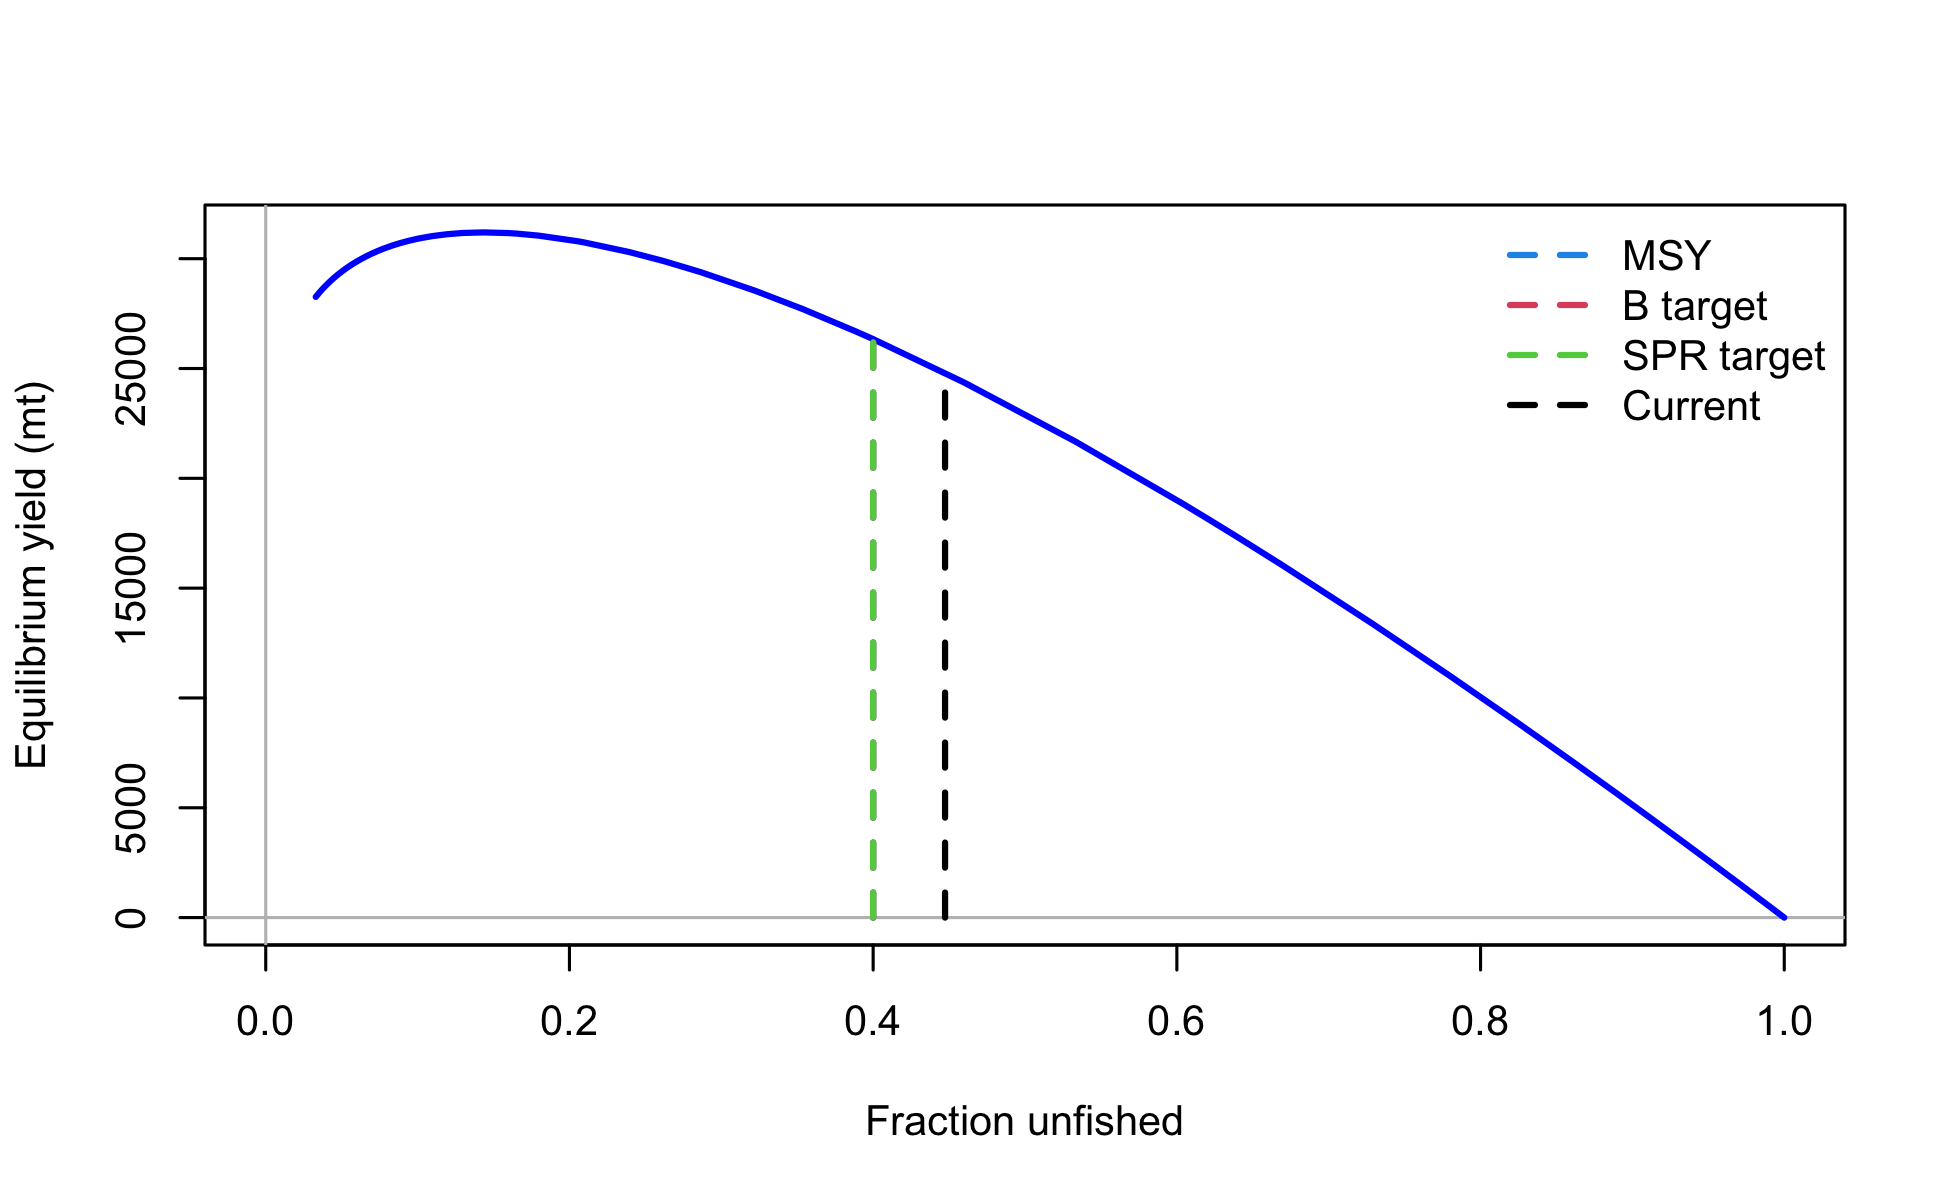 MSY
B target
SPR target
Current
Equilibrium yield (mt)
25000
15000
5000
0
0.0 0.2 0.4 0.6 0.8 1.0
Fraction unfished